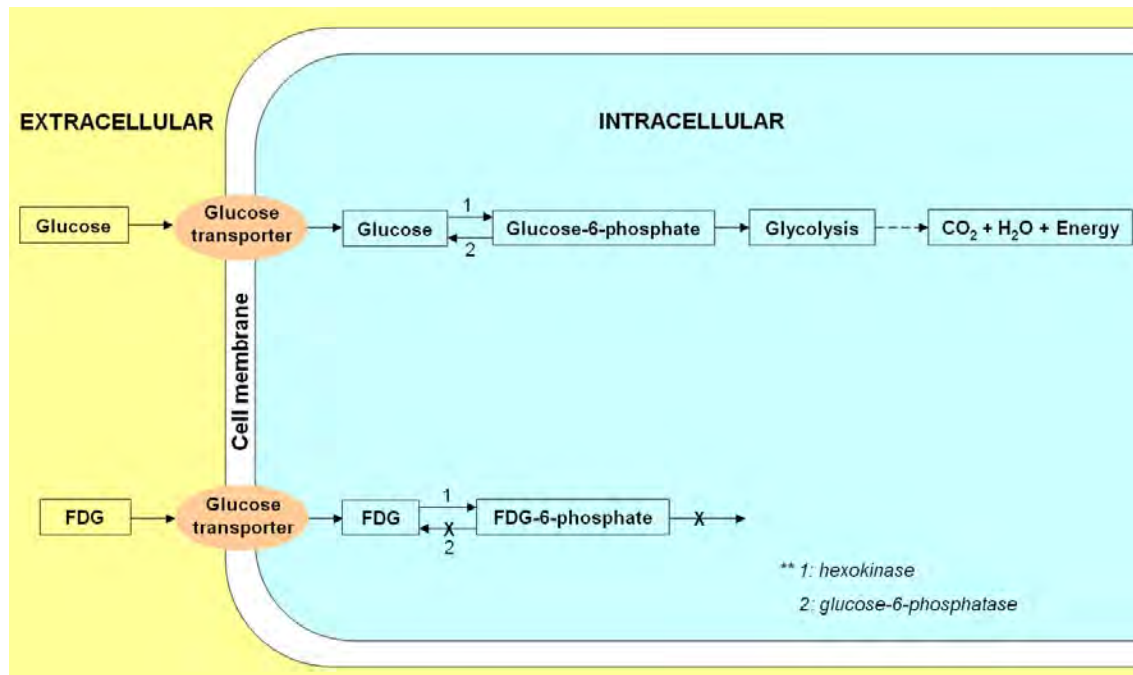 EXTRACELLULAR
INTRACELLULAR
Glucose
Glucose
transporter
Glucose
1
2
Glucose-6-phosphate
Glycolysis
CO₂ + H₂O + Energy
Cell membrane
FDG
Glucose
transporter
FDG
1
X
2
FDG-6-phosphate
X
** 1: hexokinase
2: glucose-6-phosphatase